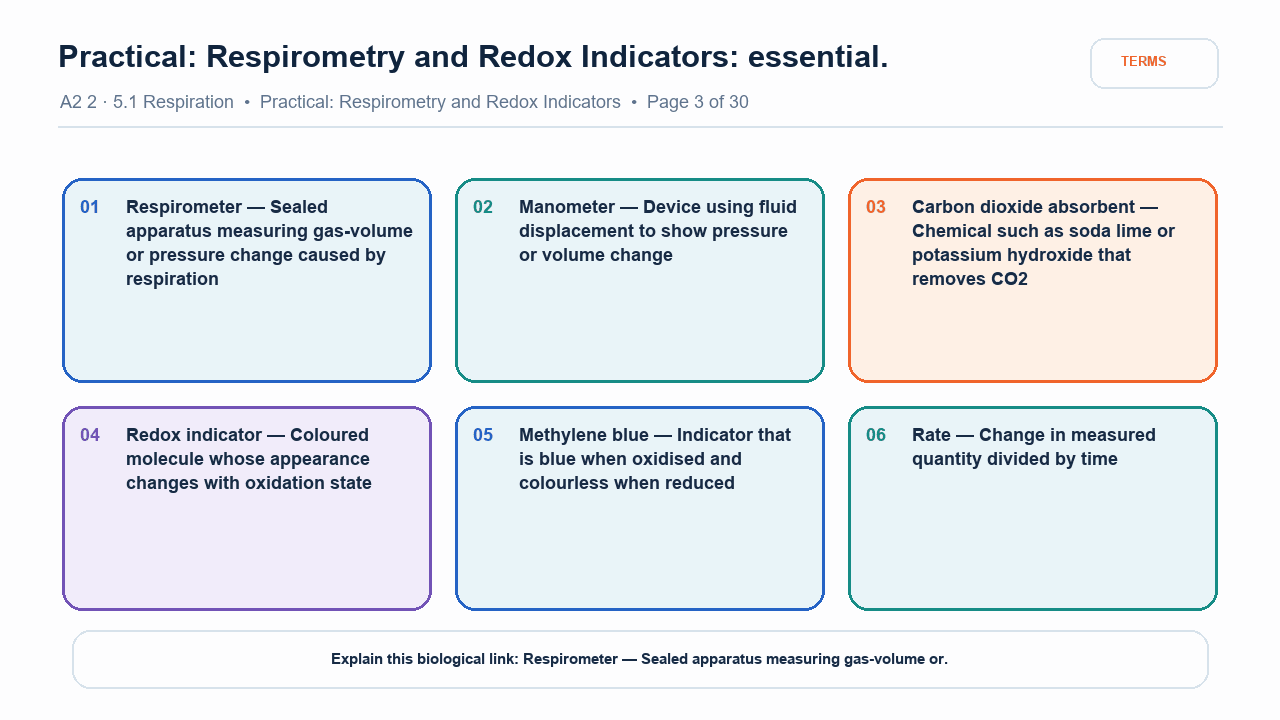 Practical: Respirometry and Redox Indicators: essential.
TERMS
A2 2 · 5.1 Respiration • Practical: Respirometry and Redox Indicators • Page 3 of 30
01
Respirometer — Sealed
apparatus measuring gas-volume
or pressure change caused by
respiration
02
Manometer — Device using fluid
displacement to show pressure
or volume change
03
Carbon dioxide absorbent —
Chemical such as soda lime or
potassium hydroxide that
removes CO2
04
Redox indicator — Coloured
molecule whose appearance
changes with oxidation state
05
Methylene blue — Indicator that
is blue when oxidised and
colourless when reduced
06
Rate — Change in measured
quantity divided by time
Explain this biological link: Respirometer — Sealed apparatus measuring gas-volume or.